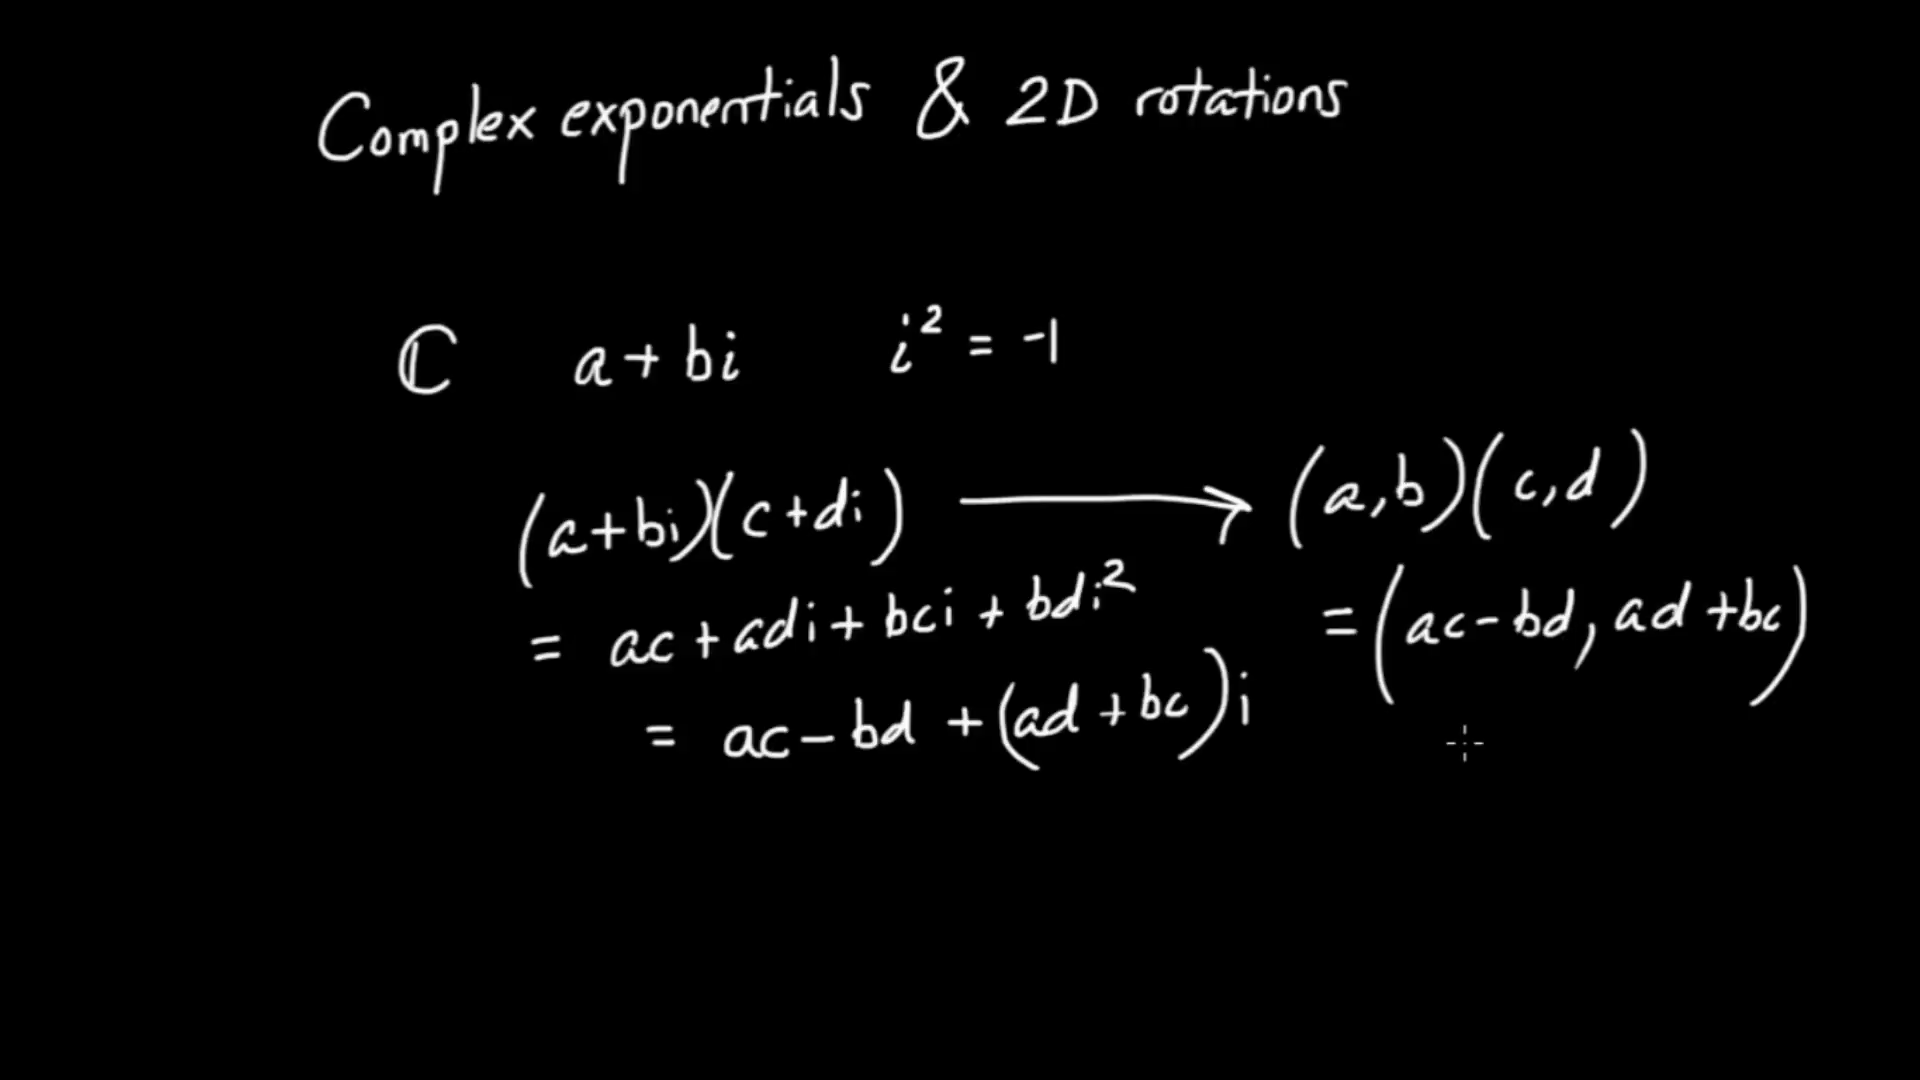 Complex exponentials & 2D rotations
ℂ a + bi i² = -1
(a+bi)(c+di) ⟶ (a,b)(c,d)
= ac + adi + bci + bdi² = (ac-bd, ad+bc)
= ac - bd + (ad + bc)i